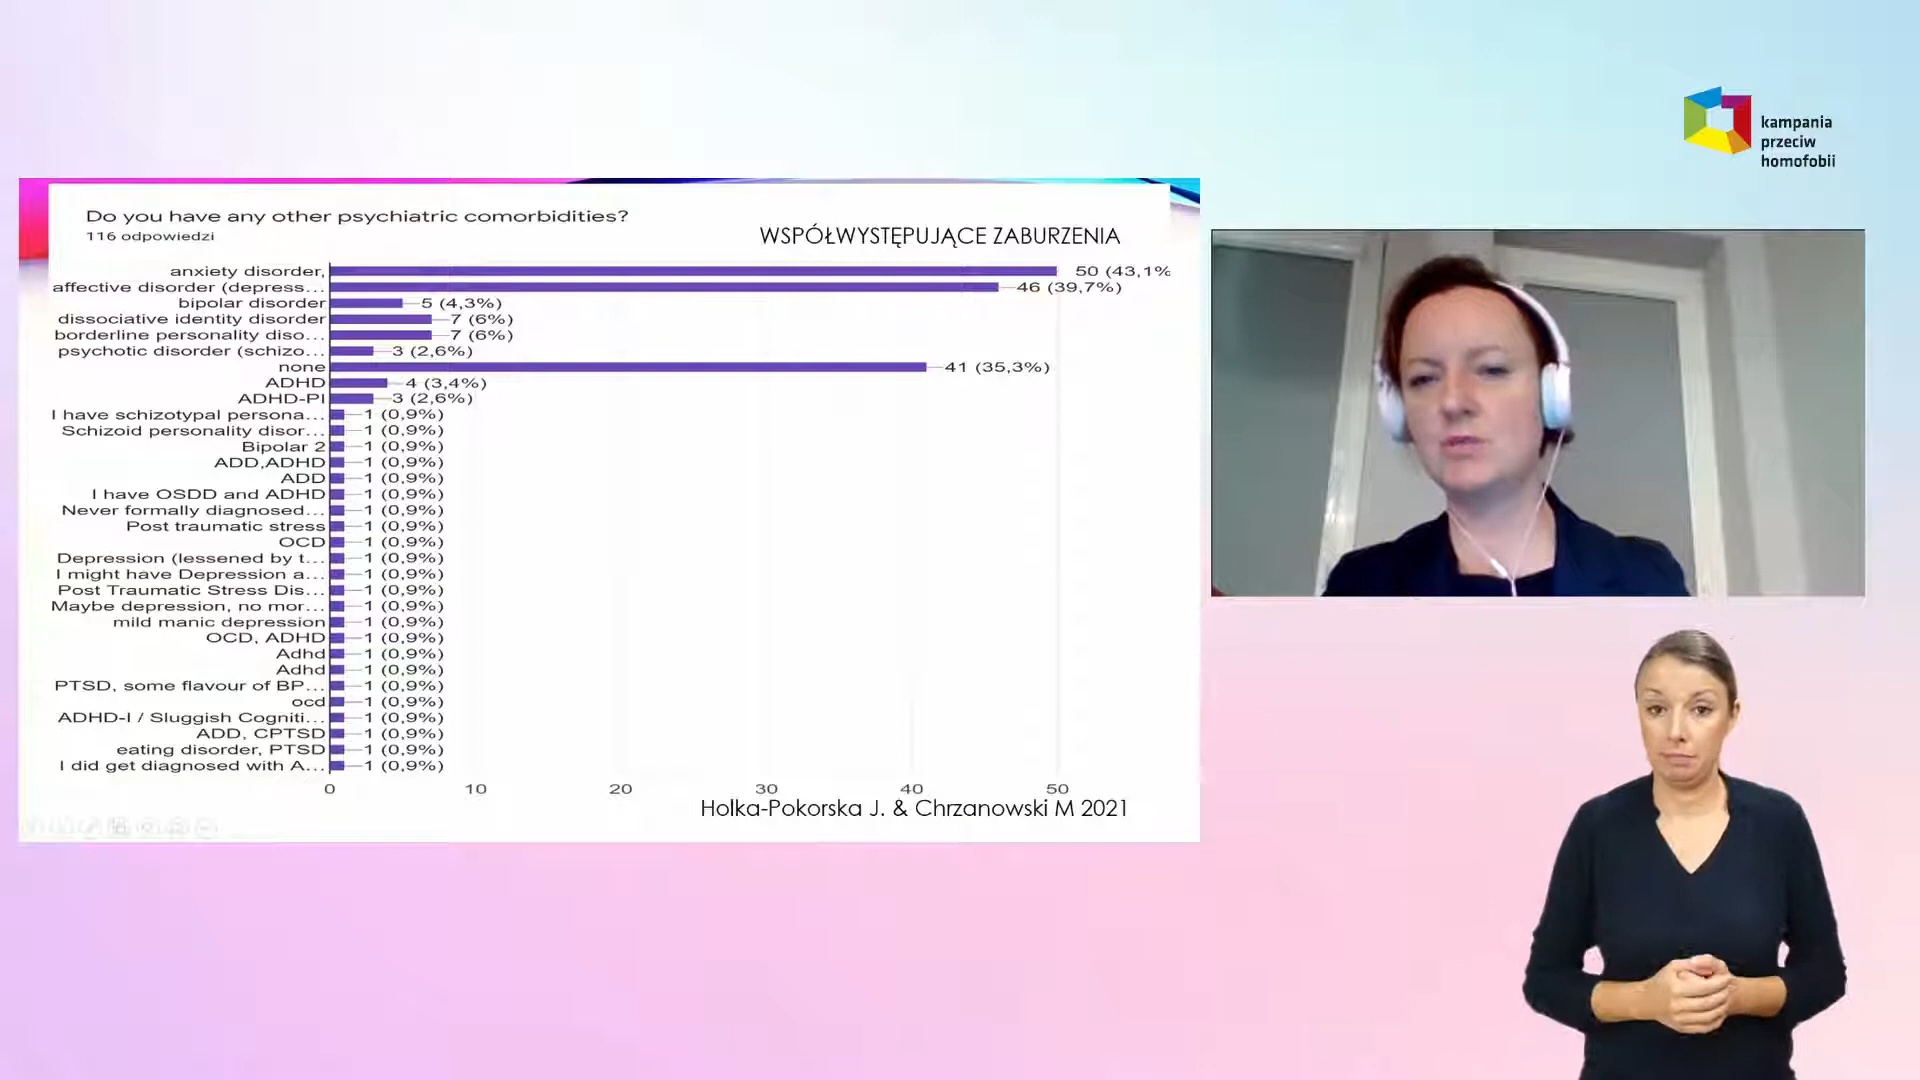 kampania
przeciw
homofobii
Do you have any other psychiatric comorbidities?
116 odpowiedzi
WSPÓŁWYSTĘPUJĄCE ZABURZENIA
anxiety disorder, 50 (43,1%
affective disorder (depress... 46 (39,7%)
bipolar disorder 5 (4,3%)
dissociative identity disorder 7 (6%)
borderline personality diso... 7 (6%)
psychotic disorder (schizo... 3 (2,6%)
none 41 (35,3%)
ADHD 4 (3,4%)
ADHD-PI 3 (2,6%)
I have schizotypal persona... 1 (0,9%)
Schizoid personality disor... 1 (0,9%)
Bipolar 2 1 (0,9%)
ADD,ADHD 1 (0,9%)
ADD 1 (0,9%)
I have OSDD and ADHD 1 (0,9%)
Never formally diagnosed... 1 (0,9%)
Post traumatic stress 1 (0,9%)
OCD 1 (0,9%)
Depression (lessened by t... 1 (0,9%)
I might have Depression a... 1 (0,9%)
Post Traumatic Stress Dis... 1 (0,9%)
Maybe depression, no mor... 1 (0,9%)
mild manic depression 1 (0,9%)
OCD, ADHD 1 (0,9%)
Adhd 1 (0,9%)
Adhd 1 (0,9%)
PTSD, some flavour of BP... 1 (0,9%)
ocd 1 (0,9%)
ADHD-I / Sluggish Cogniti... 1 (0,9%)
ADD, CPTSD 1 (0,9%)
eating disorder, PTSD 1 (0,9%)
I did get diagnosed with A... 1 (0,9%)
0 10 20 30 40 50
Holka-Pokorska J. & Chrzanowski M 2021